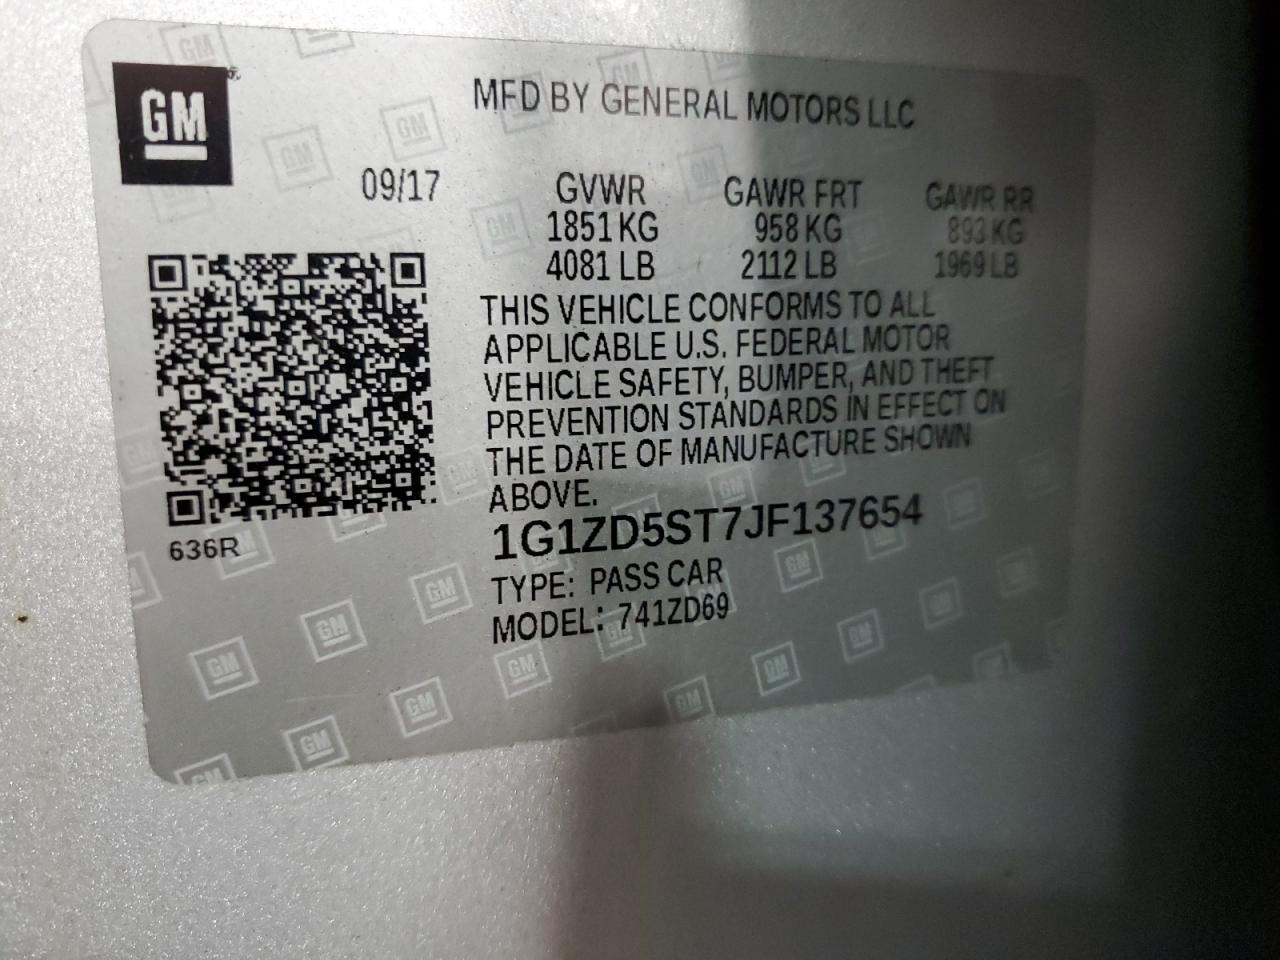 GM
MFD BY GENERAL MOTORS LLC
09/17
GVWR GAWR FRT GAWR RR
1851 KG 958 KG 893 KG
4081 LB 2112 LB 1969 LB
THIS VEHICLE CONFORMS TO ALL
APPLICABLE U.S. FEDERAL MOTOR
VEHICLE SAFETY, BUMPER, AND THEFT
PREVENTION STANDARDS IN EFFECT ON
THE DATE OF MANUFACTURE SHOWN
ABOVE.
1G1ZD5ST7JF137654
TYPE: PASS CAR
MODEL: 741ZD69
636R